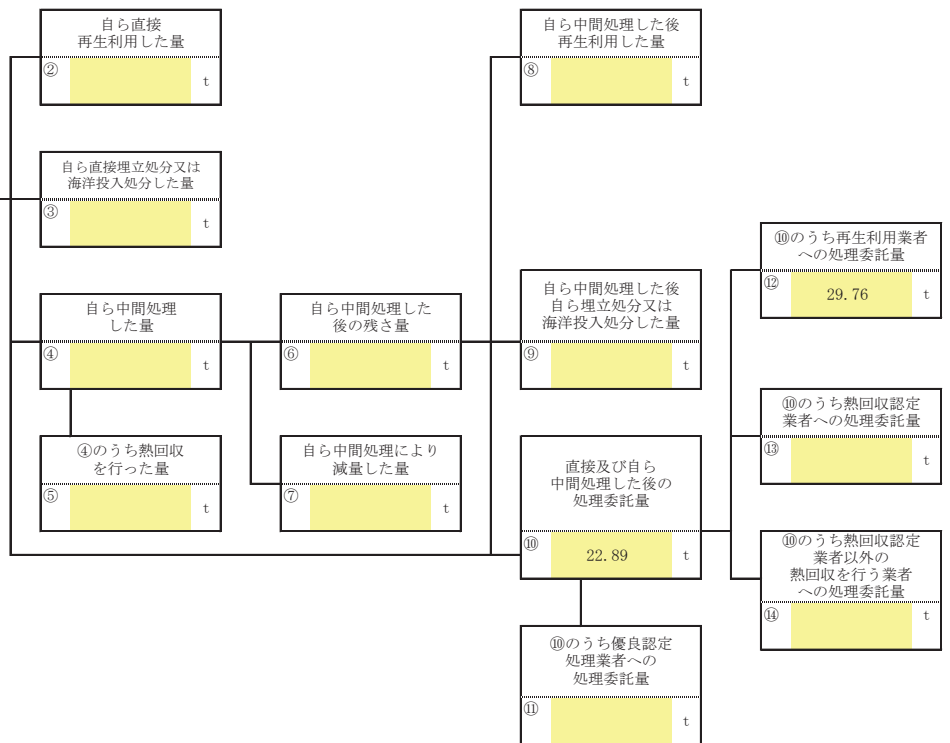 自ら直接
再生利用した量
② t
自ら直接埋立処分又は
海洋投入処分した量
③ t
自ら中間処理
した量
④ t
④のうち熱回収
を行った量
⑤ t
自ら中間処理した
後の残さ量
⑥ t
自ら中間処理により
減量した量
⑦ t
自ら中間処理した後
再生利用した量
⑧ t
自ら中間処理した後
自ら埋立処分又は
海洋投入処分した量
⑨ t
直接及び自ら
中間処理した後の
処理委託量
⑩ 22.89 t
⑩のうち優良認定
処理業者への
処理委託量
⑪ t
⑩のうち再生利用業者
への処理委託量
⑫ 29.76 t
⑩のうち熱回収認定
業者への処理委託量
⑬ t
⑩のうち熱回収認定
業者以外の
熱回収を行う業者
への処理委託量
⑭ t